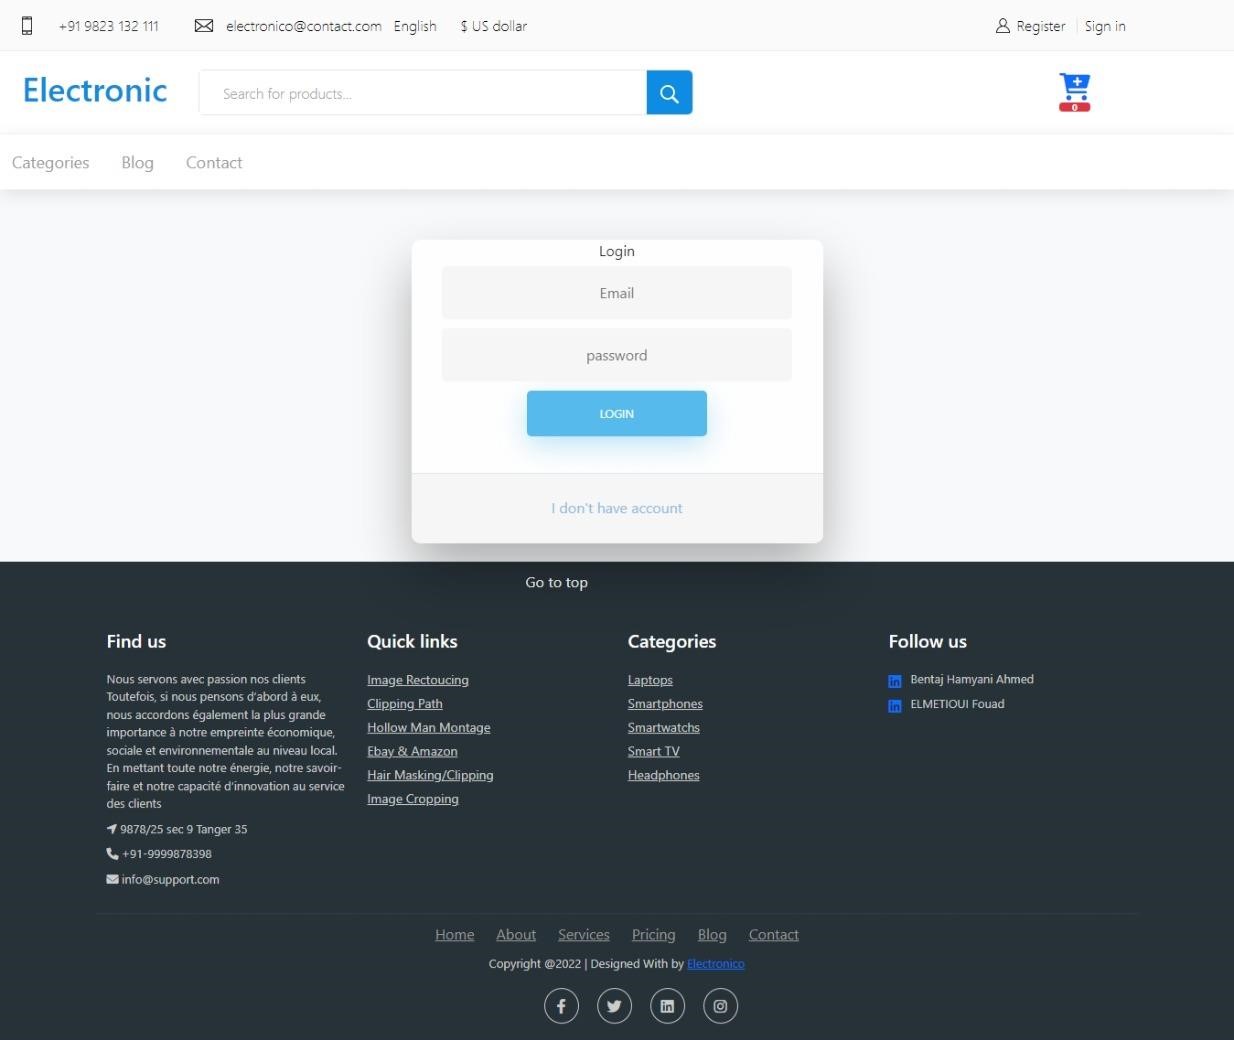 +91 9823 132 111
electronico@contact.com
English
$ US dollar
Register
Sign in
Electronic
Search for products...
0
Categories
Blog
Contact
Login
Email
password
LOGIN
I don't have account
Go to top
Find us
Nous servons avec passion nos clients
Toutefois, si nous pensons d'abord à eux,
nous accordons également la plus grande
importance à notre empreinte économique,
sociale et environnementale au niveau local.
En mettant toute notre énergie, notre savoir-
faire et notre capacité d'innovation au service
des clients
9878/25 sec 9 Tanger 35
+91-9999878398
info@support.com
Quick links
Image Rectoucing
Clipping Path
Hollow Man Montage
Ebay & Amazon
Hair Masking/Clipping
Image Cropping
Categories
Laptops
Smartphones
Smartwatchs
Smart TV
Headphones
Follow us
Bentaj Hamyani Ahmed
ELMETIOUI Fouad
Home
About
Services
Pricing
Blog
Contact
Copyright @2022 | Designed With by Electronico